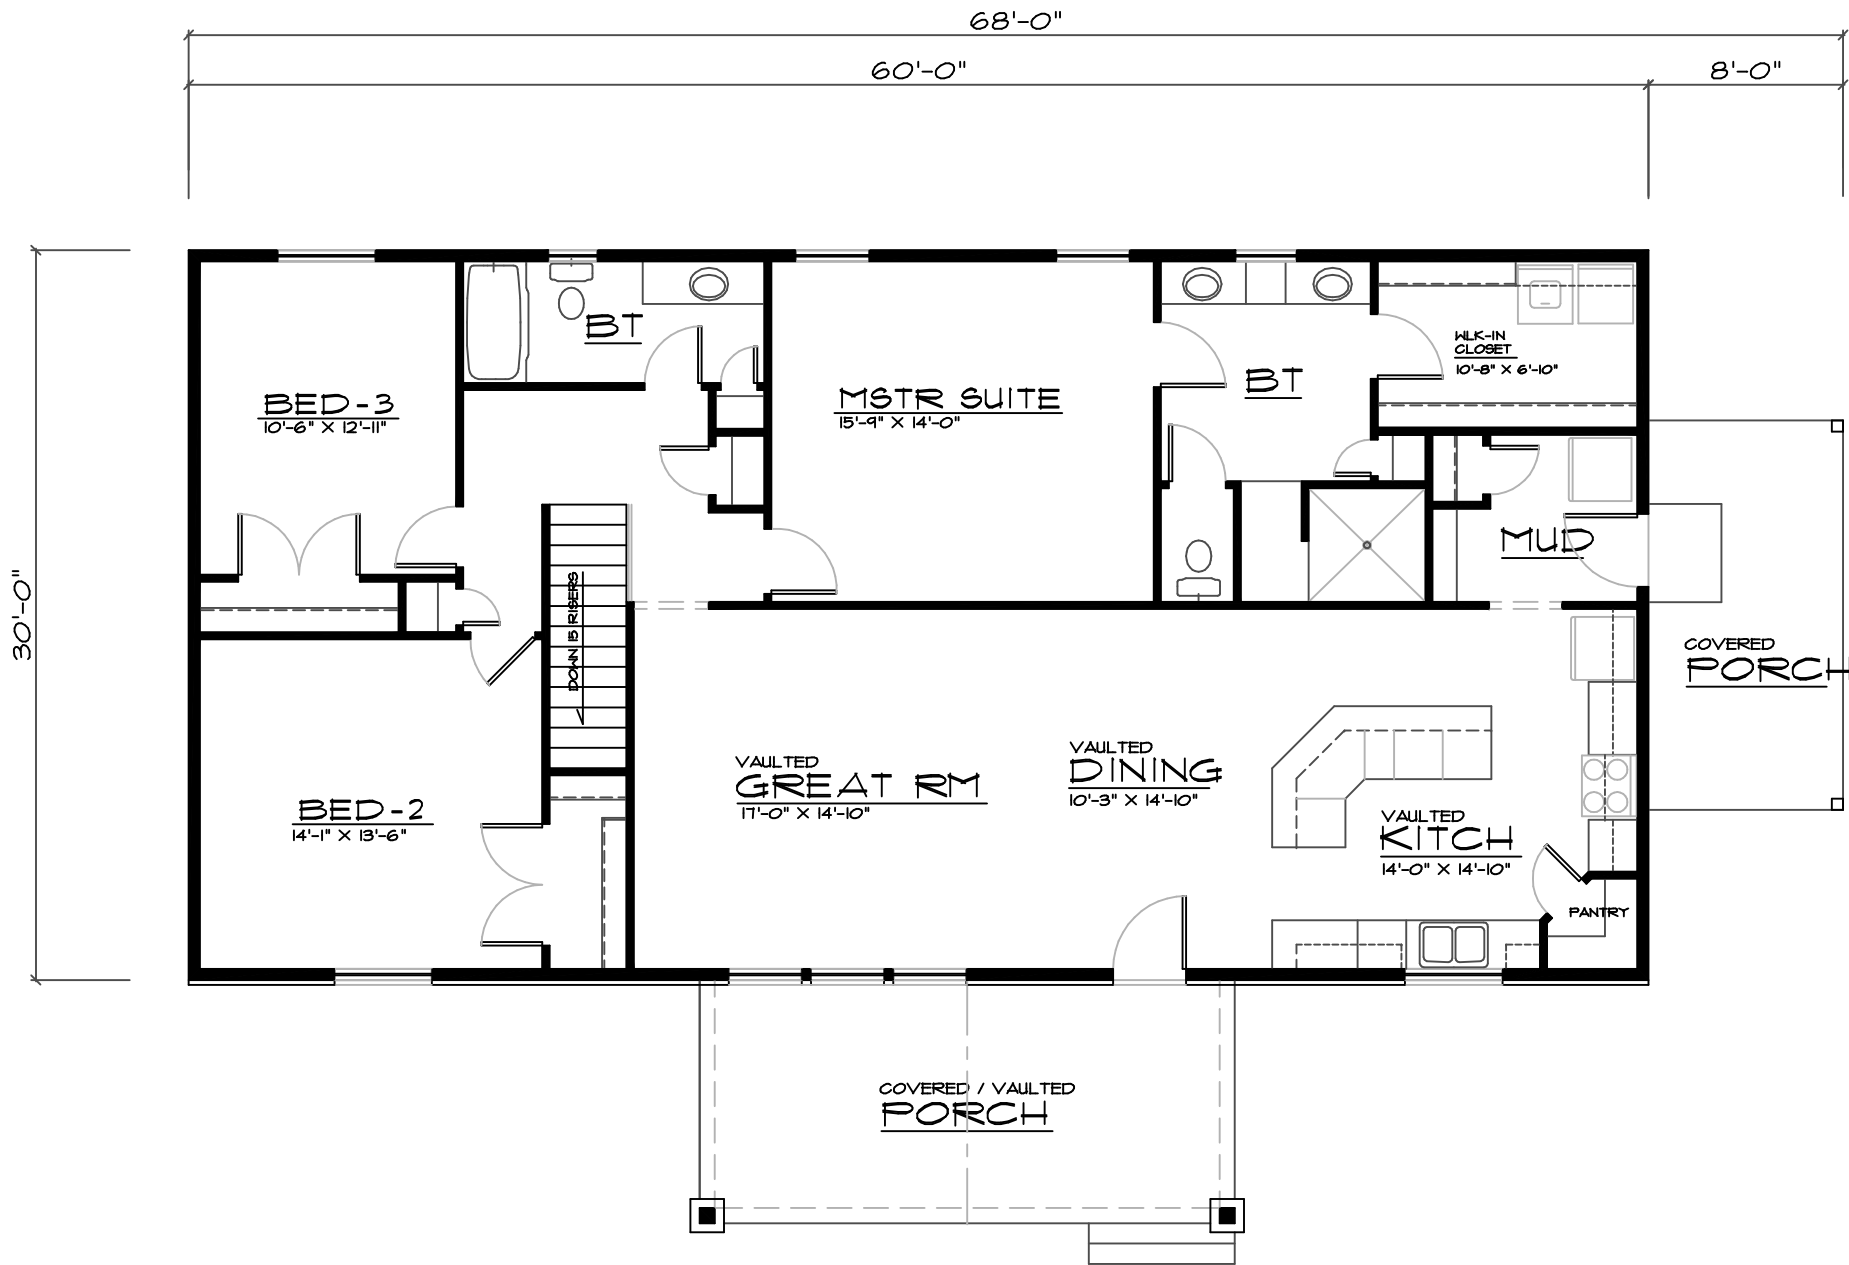 68'-0"
60'-0"
8'-0"
30'-0"
BT
WLK-IN
CLOSET
10'-8" X 6'-10"
BED-3
10'-6" X 12'-11"
MSTR SUITE
15'-9" X 14'-0"
BT
MUD
DOWN 15 RISERS
COVERED
PORCH
VAULTED
GREAT RM
17'-0" X 14'-10"
VAULTED
DINING
10'-3" X 14'-10"
BED-2
14'-1" X 13'-6"
VAULTED
KITCH
14'-0" X 14'-10"
PANTRY
COVERED / VAULTED
PORCH